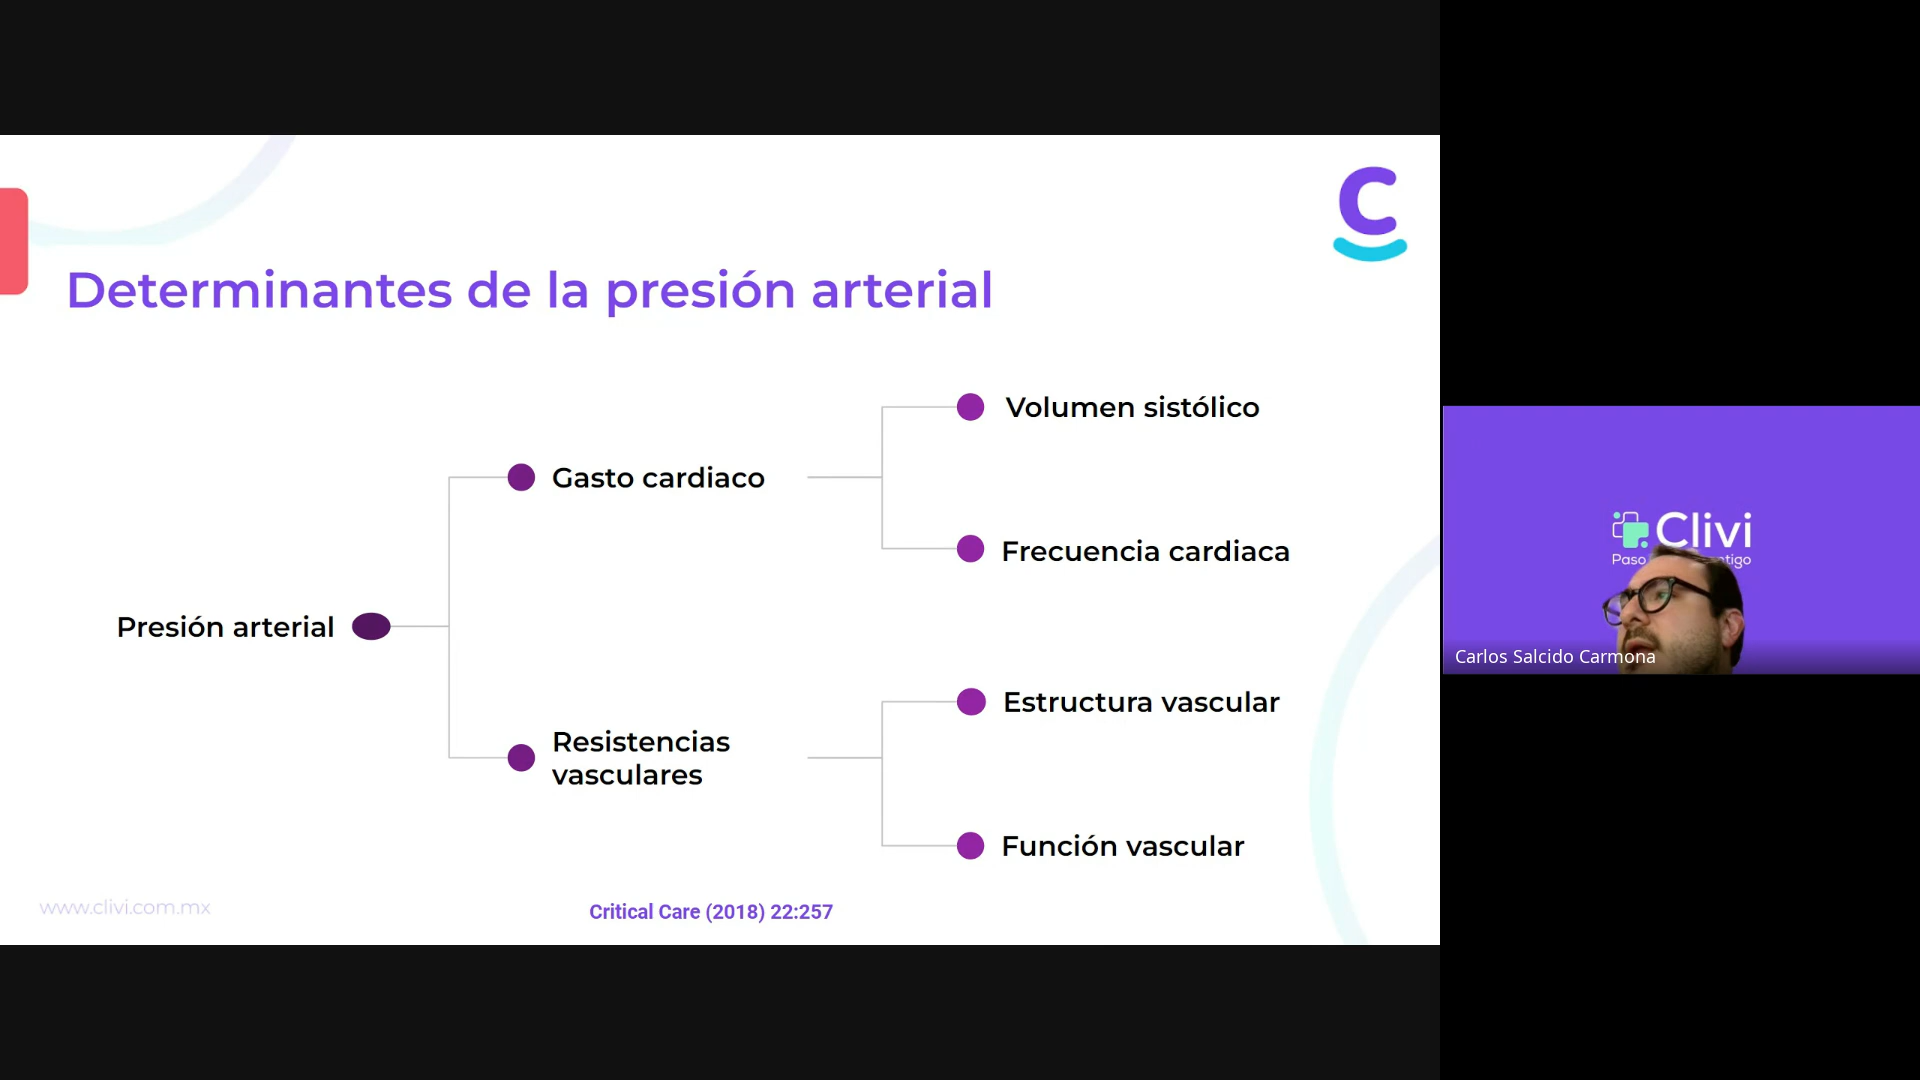 Determinantes de la presión arterial
Volumen sistólico
Gasto cardiaco
Frecuencia cardiaca
Presión arterial
Estructura vascular
Resistencias
vasculares
Función vascular
www.clivi.com.mx
Critical Care (2018) 22:257
Clivi
Paso
Carlos Salcido Carmona